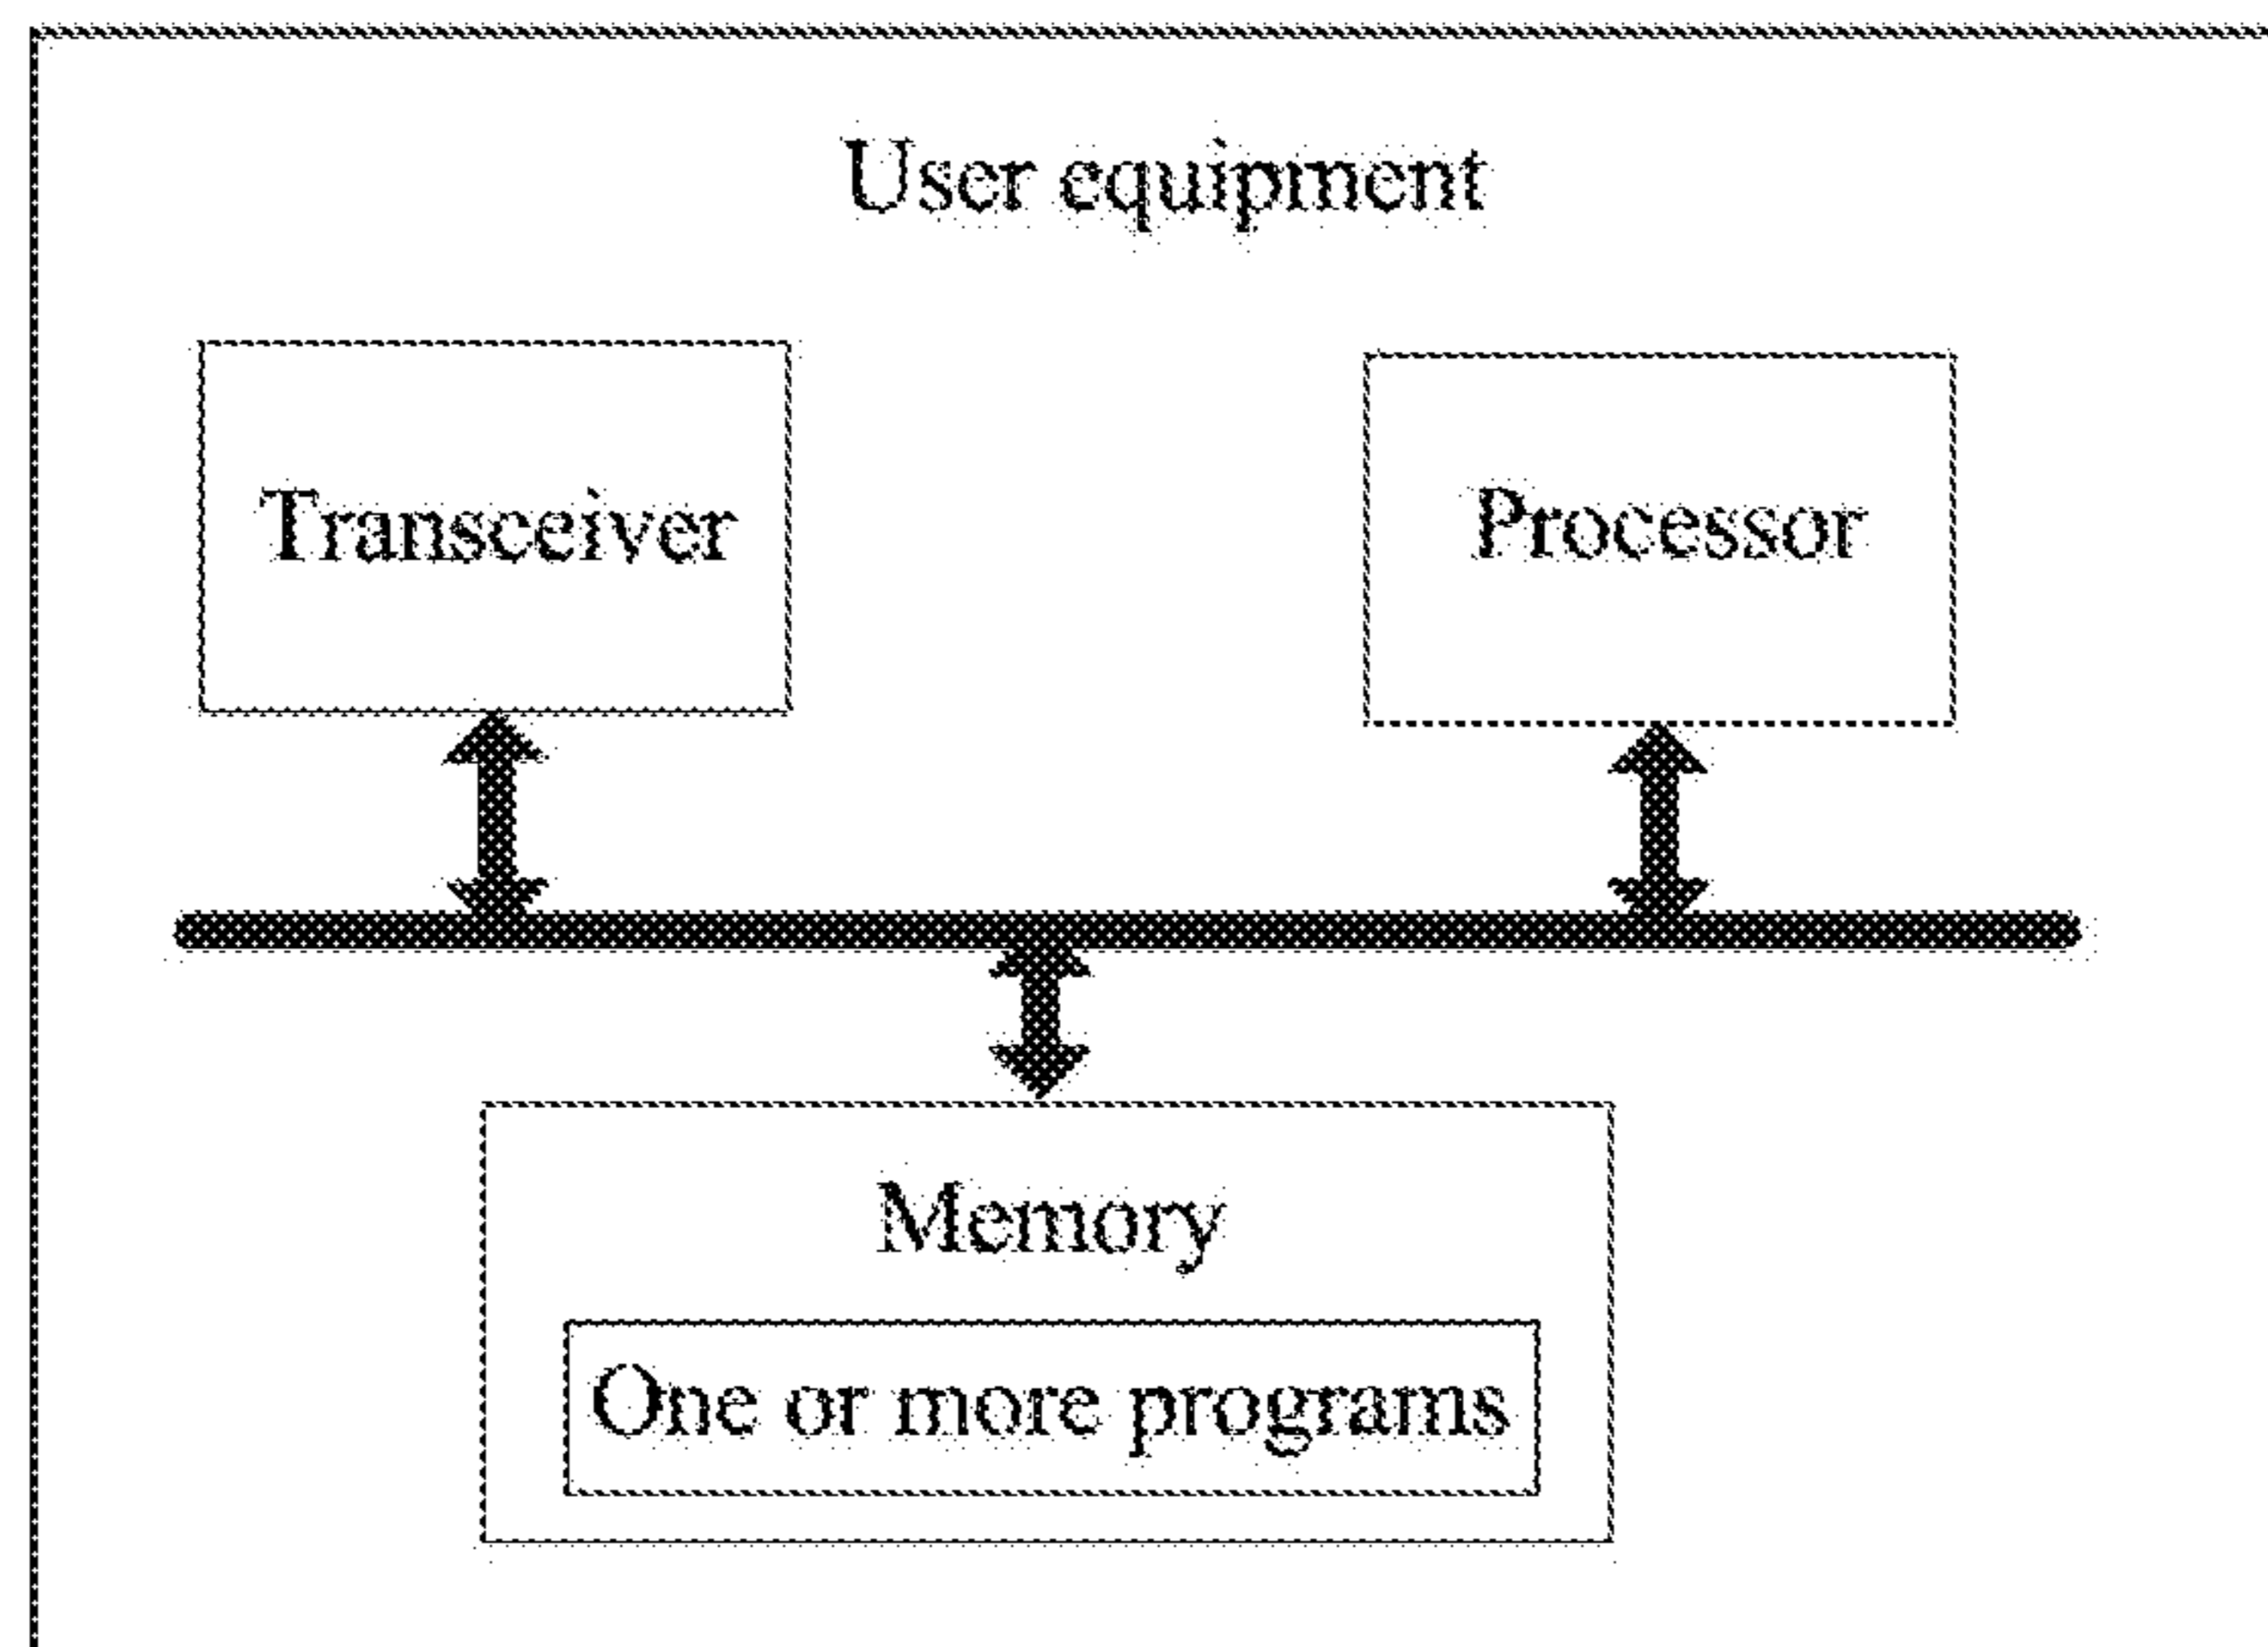 User equipment
Transceiver
Processor
Memory
One or more programs